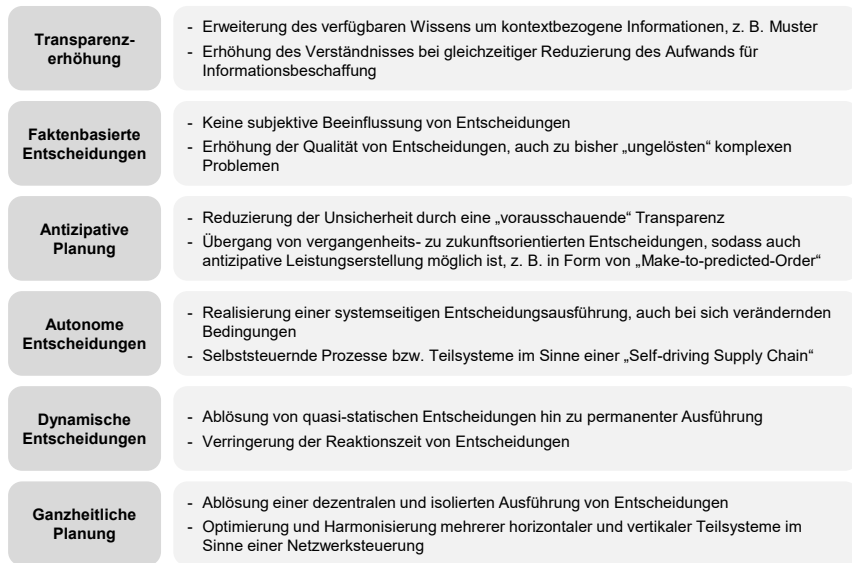 Transparenz-
erhöhung
- Erweiterung des verfügbaren Wissens um kontextbezogene Informationen, z. B. Muster
- Erhöhung des Verständnisses bei gleichzeitiger Reduzierung des Aufwands für
Informationsbeschaffung
Faktenbasierte
Entscheidungen
- Keine subjektive Beeinflussung von Entscheidungen
- Erhöhung der Qualität von Entscheidungen, auch zu bisher „ungelösten“ komplexen
Problemen
Antizipative
Planung
- Reduzierung der Unsicherheit durch eine „vorausschauende“ Transparenz
- Übergang von vergangenheits- zu zukunftsorientierten Entscheidungen, sodass auch
antizipative Leistungserstellung möglich ist, z. B. in Form von „Make-to-predicted-Order“
Autonome
Entscheidungen
- Realisierung einer systemseitigen Entscheidungsausführung, auch bei sich verändernden
Bedingungen
- Selbststeuernde Prozesse bzw. Teilsysteme im Sinne einer „Self-driving Supply Chain“
Dynamische
Entscheidungen
- Ablösung von quasi-statischen Entscheidungen hin zu permanenter Ausführung
- Verringerung der Reaktionszeit von Entscheidungen
Ganzheitliche
Planung
- Ablösung einer dezentralen und isolierten Ausführung von Entscheidungen
- Optimierung und Harmonisierung mehrerer horizontaler und vertikaler Teilsysteme im
Sinne einer Netzwerksteuerung